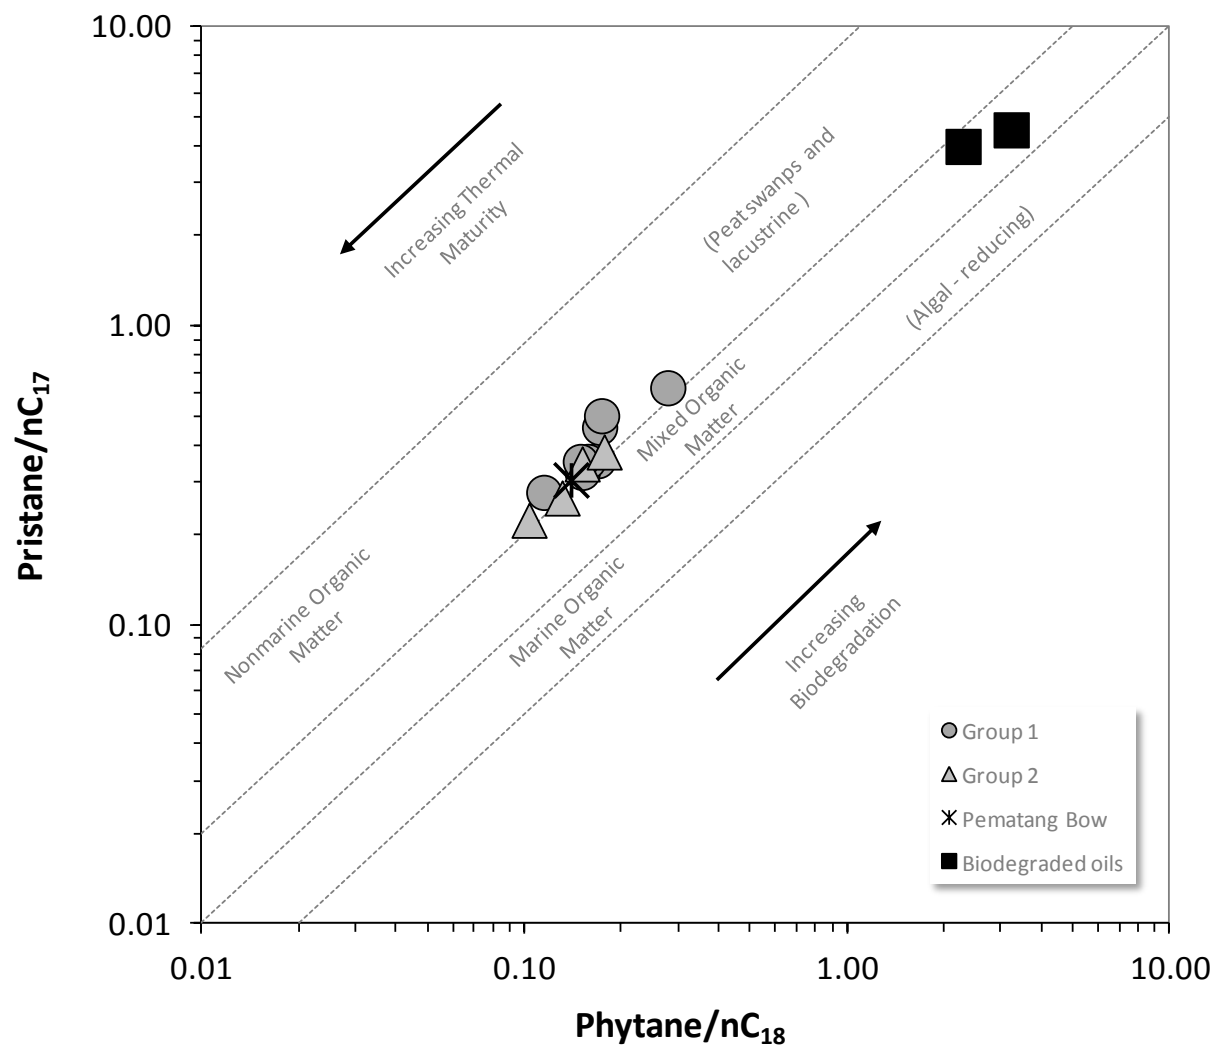 10.00
1.00
0.10
0.01
Pristane/nC₁₇
Increasing Thermal
Maturity
(Peat swanps and
lacustrine )
(Algal - reducing)
Mixed Organic
Matter
Nonmarine Organic
Matter
Marine Organic
Matter
Increasing
Biodegradation
Group 1
Group 2
Pematang Bow
Biodegraded oils
0.01
0.10
1.00
10.00
Phytane/nC₁₈